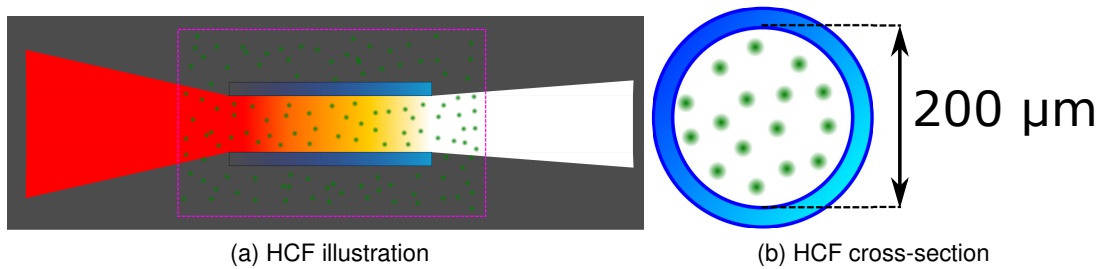 200 μm
(a) HCF illustration
(b) HCF cross-section